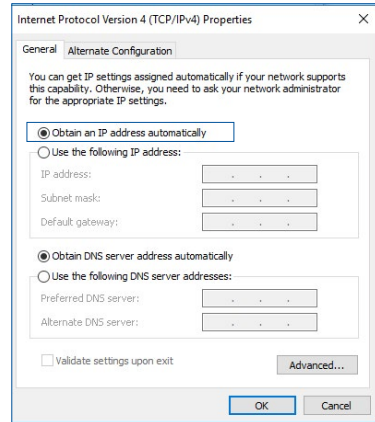 Internet Protocol Version 4 (TCP/IPv4) Properties
General Alternate Configuration
You can get IP settings assigned automatically if your network supports
this capability. Otherwise, you need to ask your network administrator
for the appropriate IP settings.
Obtain an IP address automatically
Use the following IP address:
IP address:
Subnet mask:
Default gateway:
Obtain DNS server address automatically
Use the following DNS server addresses:
Preferred DNS server:
Alternate DNS server:
Validate settings upon exit
Advanced...
OK Cancel